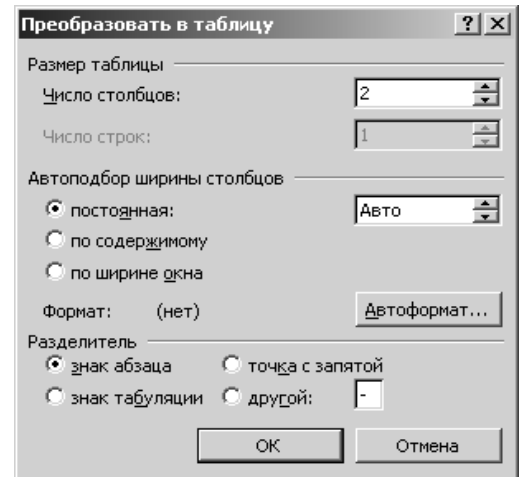 Преобразовать в таблицу ? ×
Размер таблицы
Число столбцов: 2
Число строк: 1
Автоподбор ширины столбцов
постоянная: Авто
по содержимому
по ширине окна
Формат: (нет) Автоформат...
Разделитель
знак абзаца точка с запятой
знак табуляции другой: -
ОК Отмена